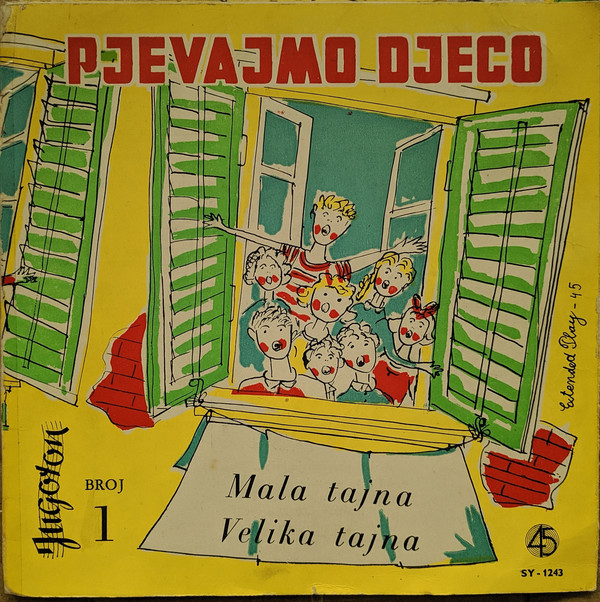 PJEVAJMO DJECO
Extended Play - 45
Jugoton
BROJ
1
Mala tajna
Velika tajna
45
SY - 1243